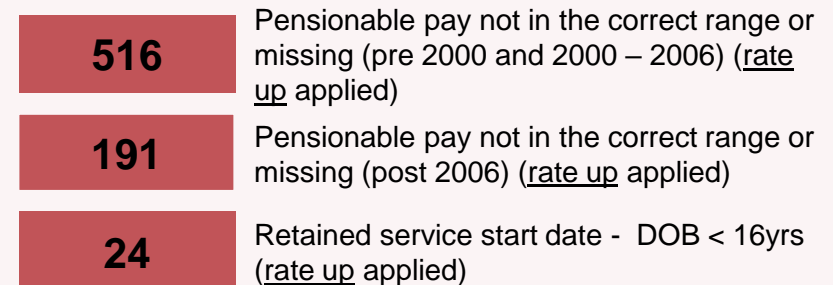 516
Pensionable pay not in the correct range or
missing (pre 2000 and 2000 – 2006) (rate
up applied)
191
Pensionable pay not in the correct range or
missing (post 2006) (rate up applied)
24
Retained service start date - DOB < 16yrs
(rate up applied)